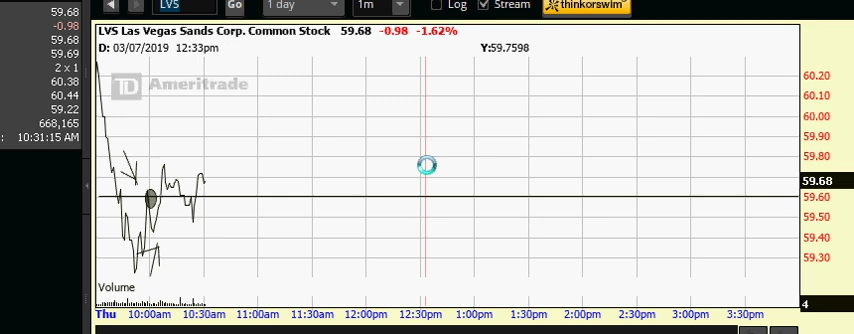 LVS Go 1 day 1m Log Stream thinkorswim
LVS Las Vegas Sands Corp. Common Stock 59.68 -0.98 -1.62%
D: 03/07/2019 12:33pm Y:59.7598
TD Ameritrade
59.68
-0.98
59.68
59.69
2 x 1
60.38
60.44
59.22
668,165
: 10:31:15 AM
60.20
60.10
60.00
59.90
59.80
59.68
59.60
59.50
59.40
59.30
Volume
4
Thu 10:00am 10:30am 11:00am 11:30am 12:00pm 12:30pm 1:00pm 1:30pm 2:00pm 2:30pm 3:00pm 3:30pm